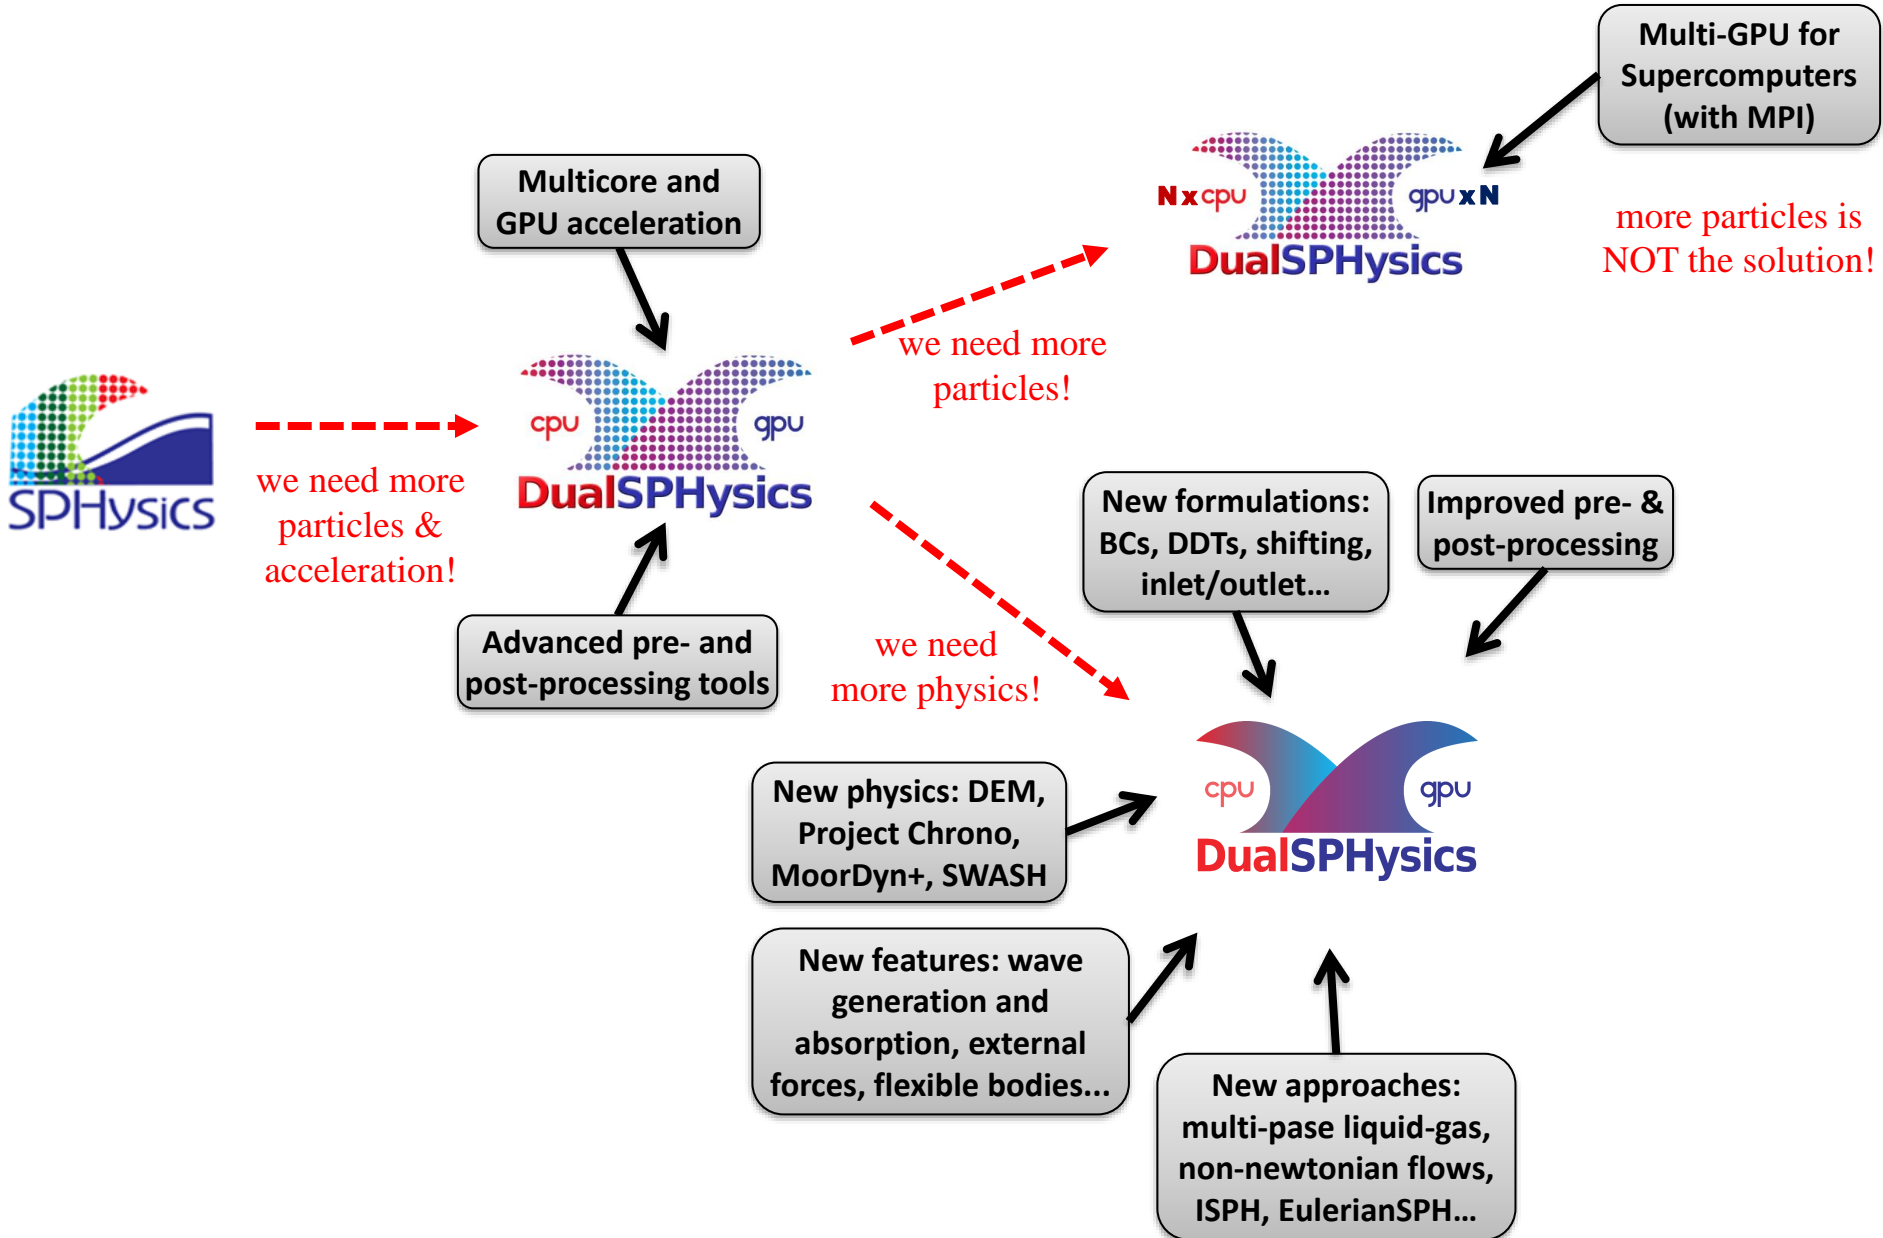 Multi-GPU for
Supercomputers
(with MPI)
Multicore and
GPU acceleration
N x cpu
gpu x N
DualSPHysics
more particles is
NOT the solution!
we need more
particles!
SPHysics
we need more
particles &
acceleration!
cpu
gpu
DualSPHysics
Advanced pre- and
post-processing tools
we need
more physics!
New formulations:
BCs, DDTs, shifting,
inlet/outlet...
Improved pre- &
post-processing
New physics: DEM,
Project Chrono,
MoorDyn+, SWASH
cpu
gpu
DualSPHysics
New features: wave
generation and
absorption, external
forces, flexible bodies...
New approaches:
multi-pase liquid-gas,
non-newtonian flows,
ISPH, EulerianSPH...